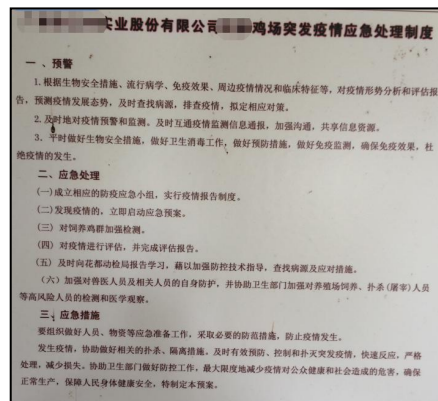 实业股份有限公司 鸡场突发疫情应急处理制度
一、预警
1.根据生物安全措施、流行病学、免疫效果、周边疫情情况和临床特征等，对疫情形势分析和评估报
告，预测疫情发展态势，及时查找病源，排查疫情，拟定相应对策。
2.及时地对疫情预警和监测。及时互通疫情监测信息通报，加强沟通，共享信息资源。
3.平时做好生物安全措施，做好卫生消毒工作，做好预防措施，做好免疫监测，确保免疫效果，杜
绝疫情的发生。
二、应急处理
(一)成立相应的防疫应急小组，实行疫情报告制度。
(二)发现疫情的，立即启动应急预案。
(三) 对饲养鸡群加强检测。
(四) 对疫情进行评估，并完成评估报告。
(五) 及时向花都动检局报告学习，藉以加强防控技术指导，查找病源及应对措施。
(六) 加强对兽医人员及相关人员的自身防护，并协助卫生部门加强对养殖场饲养、扑杀(屠宰)人员
等高风险人员的检测和医学观察。
三、应急措施
要组织做好人员、物资等应急准备工作，采取必要的防范措施，防止疫情发生。
发生疫情，协助做好相关的扑杀、隔离措施，及时有效预防、控制和扑灭突发疫情，快速反应，严格
处理，减少损失。协助卫生部门做好防控工作，最大限度地减少疫情对公众健康和社会造成的危害，确保
正常生产，保障人民身体健康安全，特制定本预案。